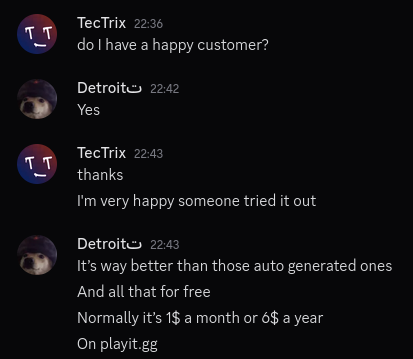 TecTrix 22:36
do I have a happy customer?
Detroitت 22:42
Yes
TecTrix 22:43
thanks
I'm very happy someone tried it out
Detroitت 22:43
It's way better than those auto generated ones
And all that for free
Normally it's 1$ a month or 6$ a year
On playit.gg